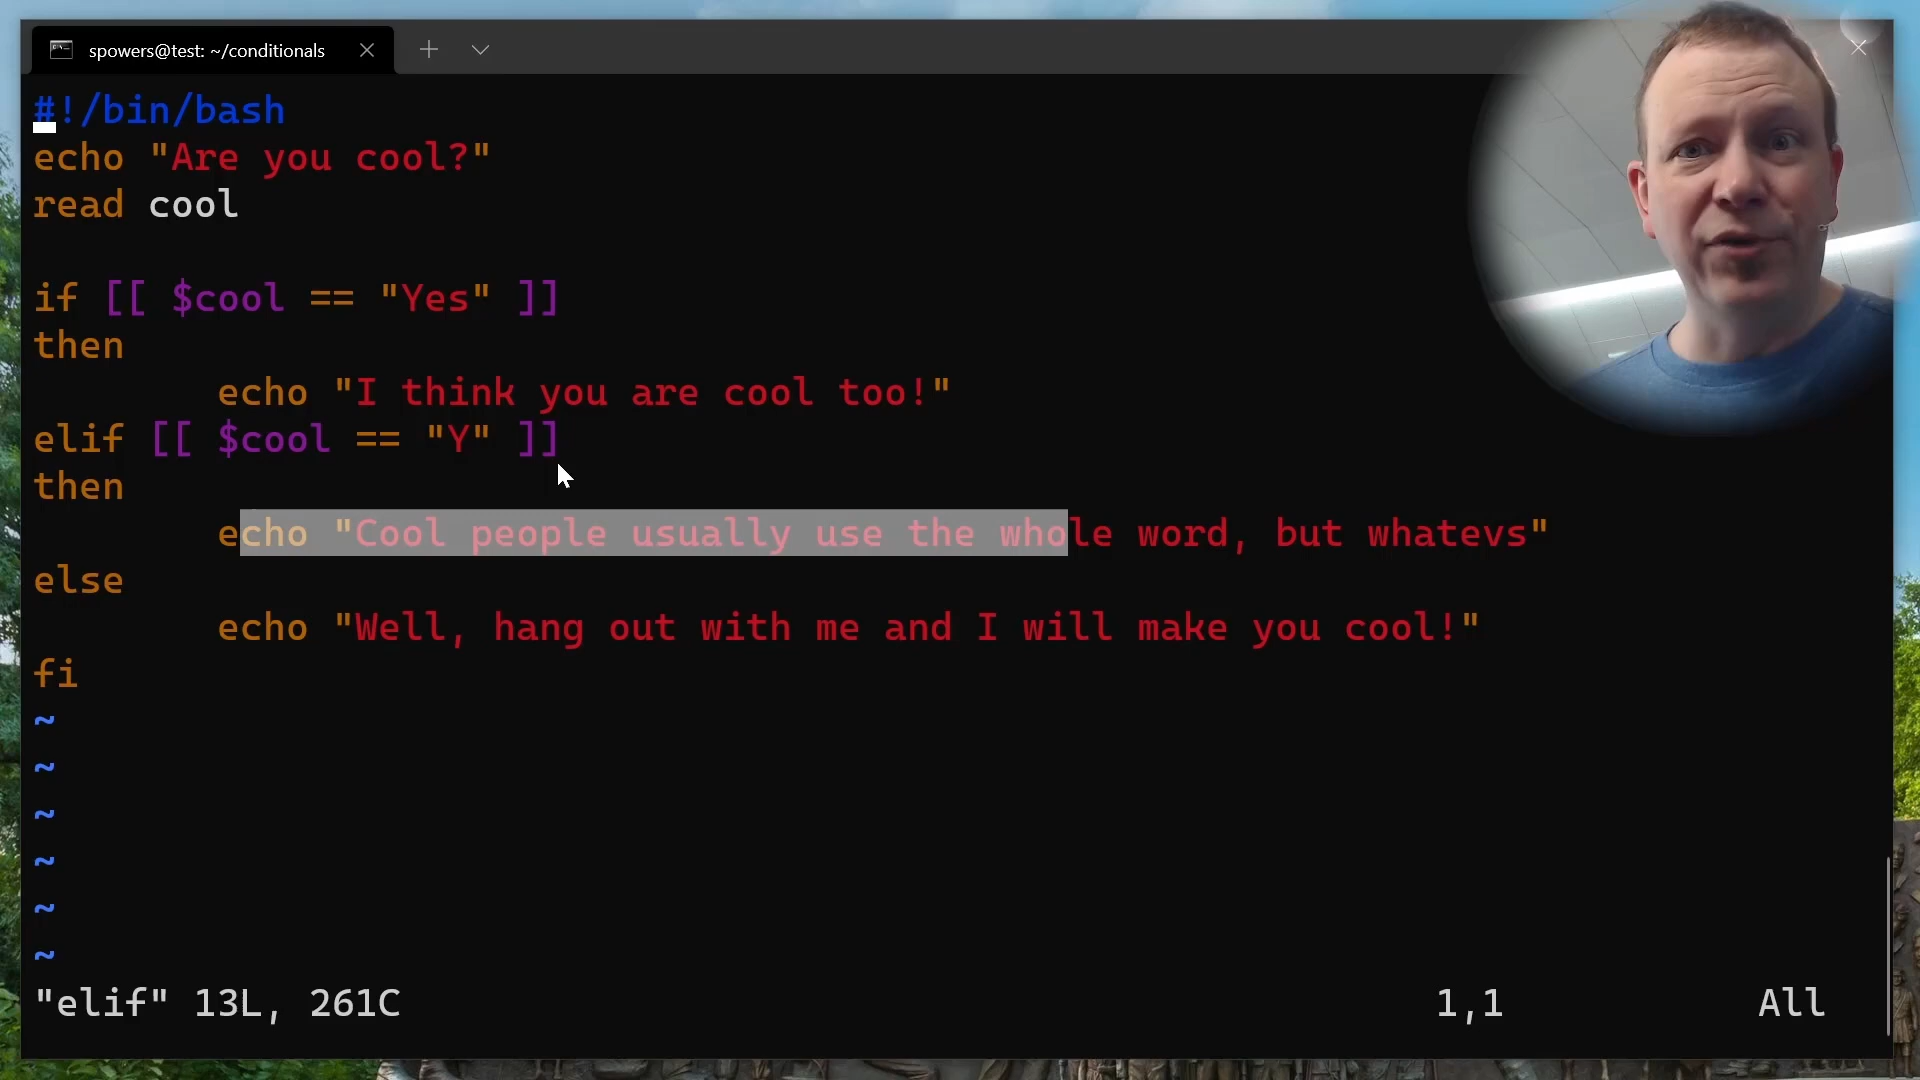 spowers@test: ~/conditionals
#!/bin/bash
echo "Are you cool?"
read cool
if [[ $cool == "Yes" ]]
then
echo "I think you are cool too!"
elif [[ $cool == "Y" ]]
then
echo "Cool people usually use the whole word, but whatevs"
else
echo "Well, hang out with me and I will make you cool!"
fi
~
~
~
~
~
~
"elif" 13L, 261C 1,1 All